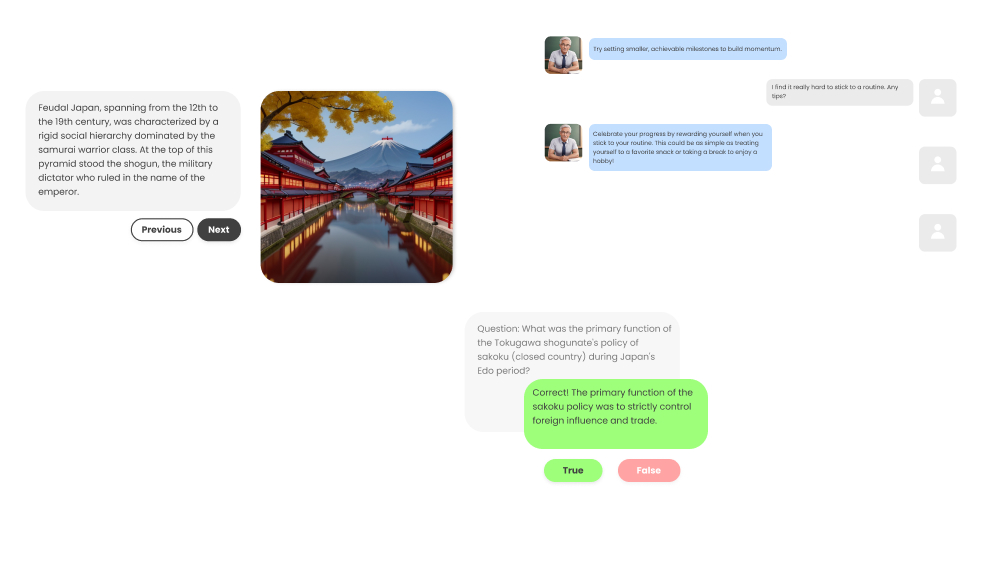 Feudal Japan, spanning from the 12th to
the 19th century, was characterized by a
rigid social hierarchy dominated by the
samurai warrior class. At the top of this
pyramid stood the shogun, the military
dictator who ruled in the name of the
emperor.
Previous
Next
Try setting smaller, achievable milestones to build momentum.
I find it really hard to stick to a routine. Any
tips?
Celebrate your progress by rewarding yourself when you
stick to your routine. This could be as simple as treating
yourself to a favorite snack or taking a break to enjoy a
hobby!
Question: What was the primary function of
the Tokugawa shogunate's policy of
sakoku (closed country) during Japan's
Edo period?
Correct! The primary function of the
sakoku policy was to strictly control
foreign influence and trade.
True
False